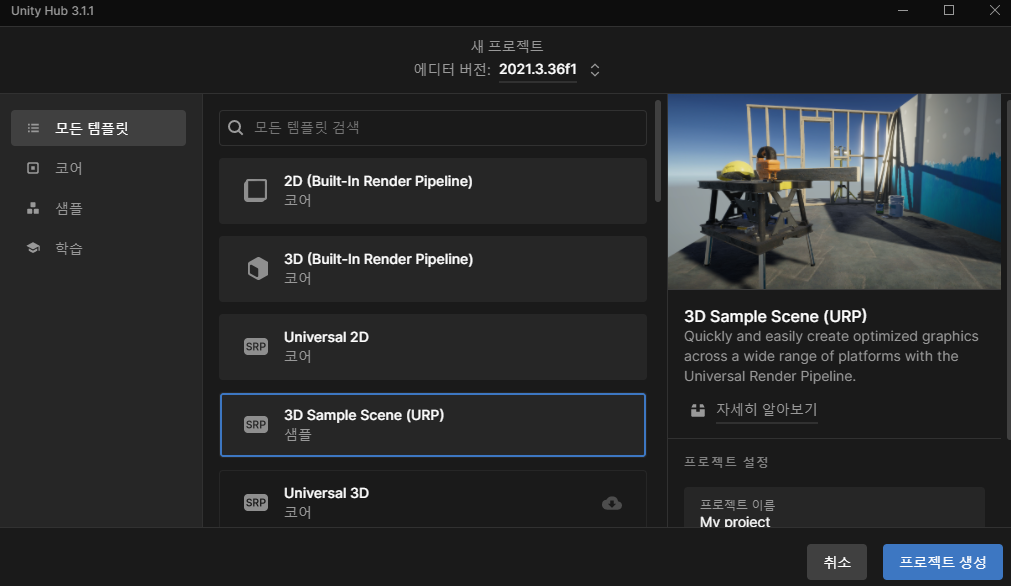 Unity Hub 3.1.1
새 프로젝트
에디터 버전: 2021.3.36f1
모든 템플릿
코어
샘플
학습
모든 템플릿 검색
2D (Built-In Render Pipeline)
코어
3D (Built-In Render Pipeline)
코어
SRP
Universal 2D
코어
SRP
3D Sample Scene (URP)
샘플
SRP
Universal 3D
코어
3D Sample Scene (URP)
Quickly and easily create optimized graphics
across a wide range of platforms with the
Universal Render Pipeline.
자세히 알아보기
프로젝트 설정
프로젝트 이름
My project
취소
프로젝트 생성